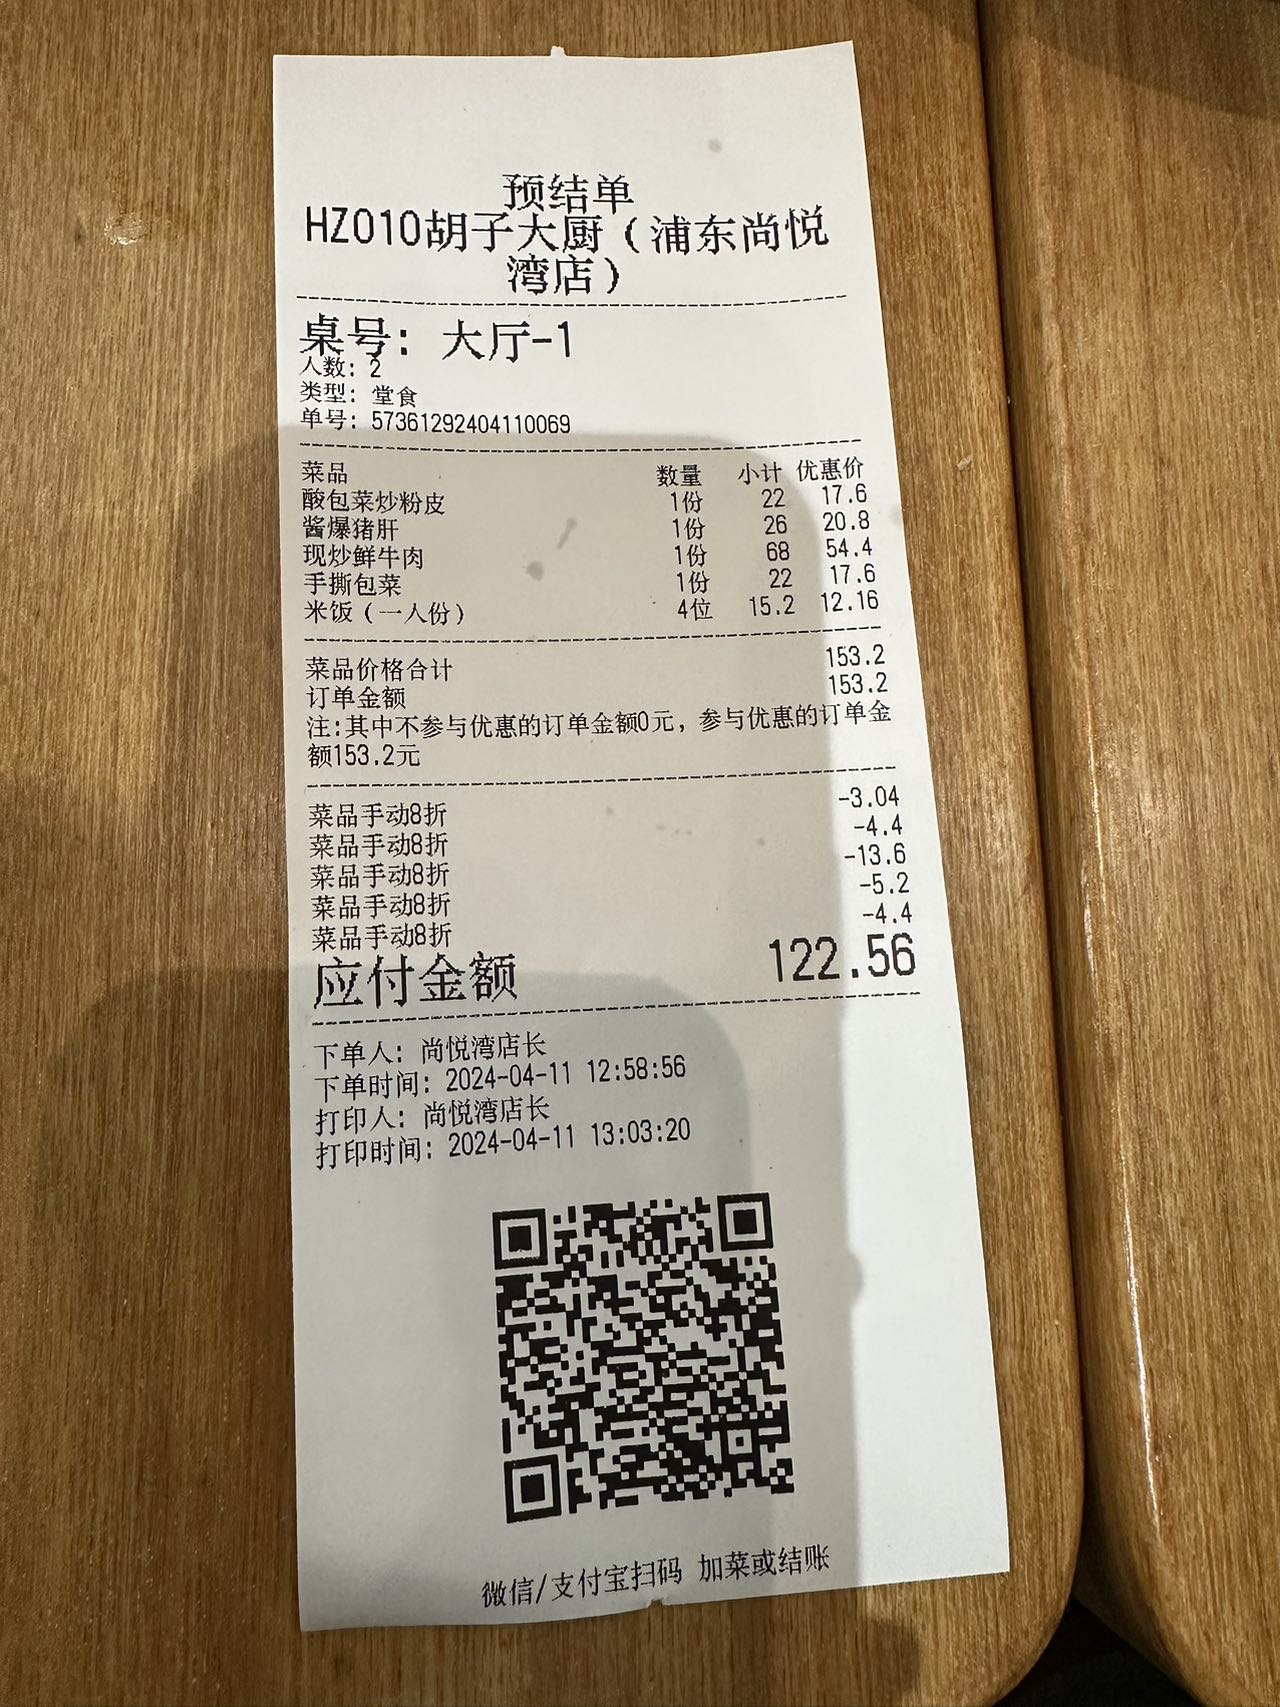 预结单
HZ010胡子大厨（浦东尚悦
湾店）
桌号：大厅-1
人数：2
类型：堂食
单号：57361292404110069
菜品 数量 小计 优惠价
酸包菜炒粉皮 1份 22 17.6
酱爆猪肝 1份 26 20.8
现炒鲜牛肉 1份 68 54.4
手撕包菜 1份 22 17.6
米饭（一人份） 4位 15.2 12.16
菜品价格合计 153.2
订单金额 153.2
注:其中不参与优惠的订单金额0元，参与优惠的订单金
额153.2元
菜品手动8折 -3.04
菜品手动8折 -4.4
菜品手动8折 -13.6
菜品手动8折 -5.2
菜品手动8折 -4.4
应付金额 122.56
下单人：尚悦湾店长
下单时间：2024-04-11 12:58:56
打印人：尚悦湾店长
打印时间：2024-04-11 13:03:20
微信/支付宝扫码 加菜或结账